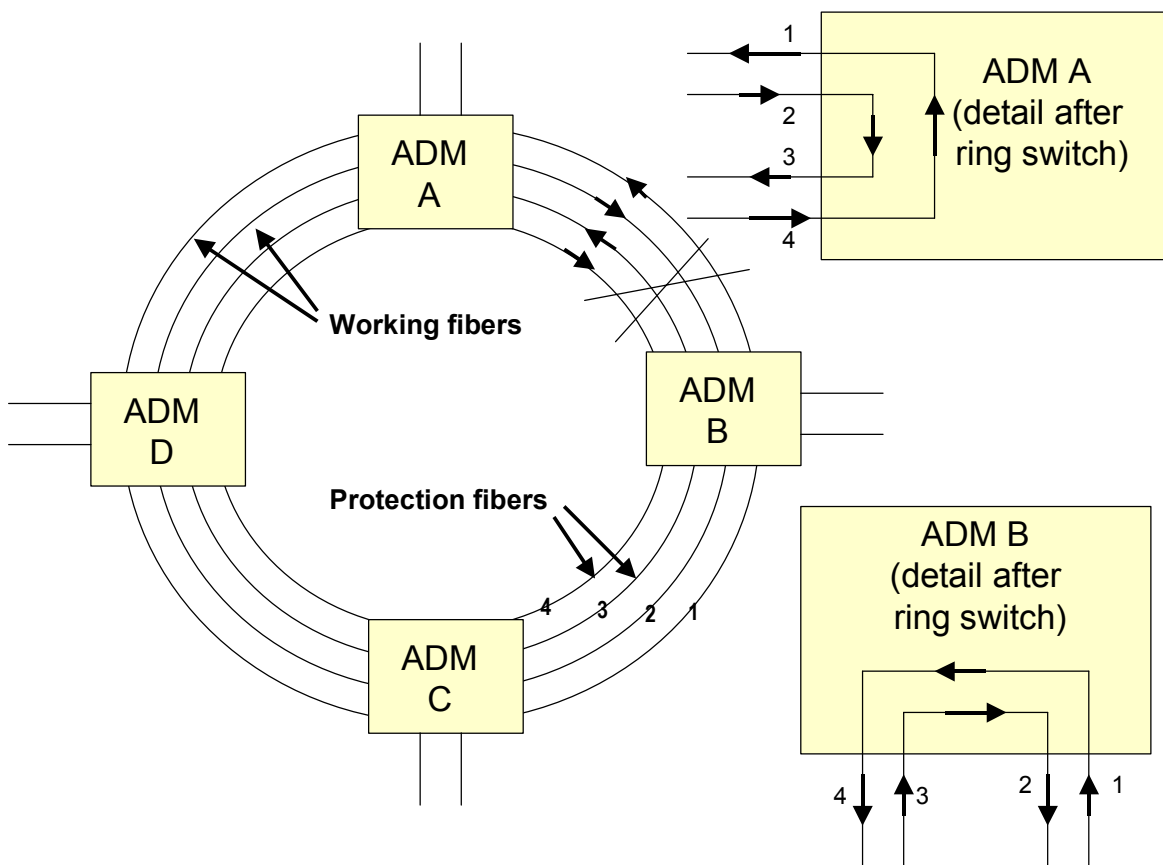 1
2
3
4
ADM A
(detail after
ring switch)
ADM
A
Working fibers
ADM
D
ADM
B
Protection fibers
4 3 2 1
ADM
C
ADM B
(detail after
ring switch)
4 3 2 1